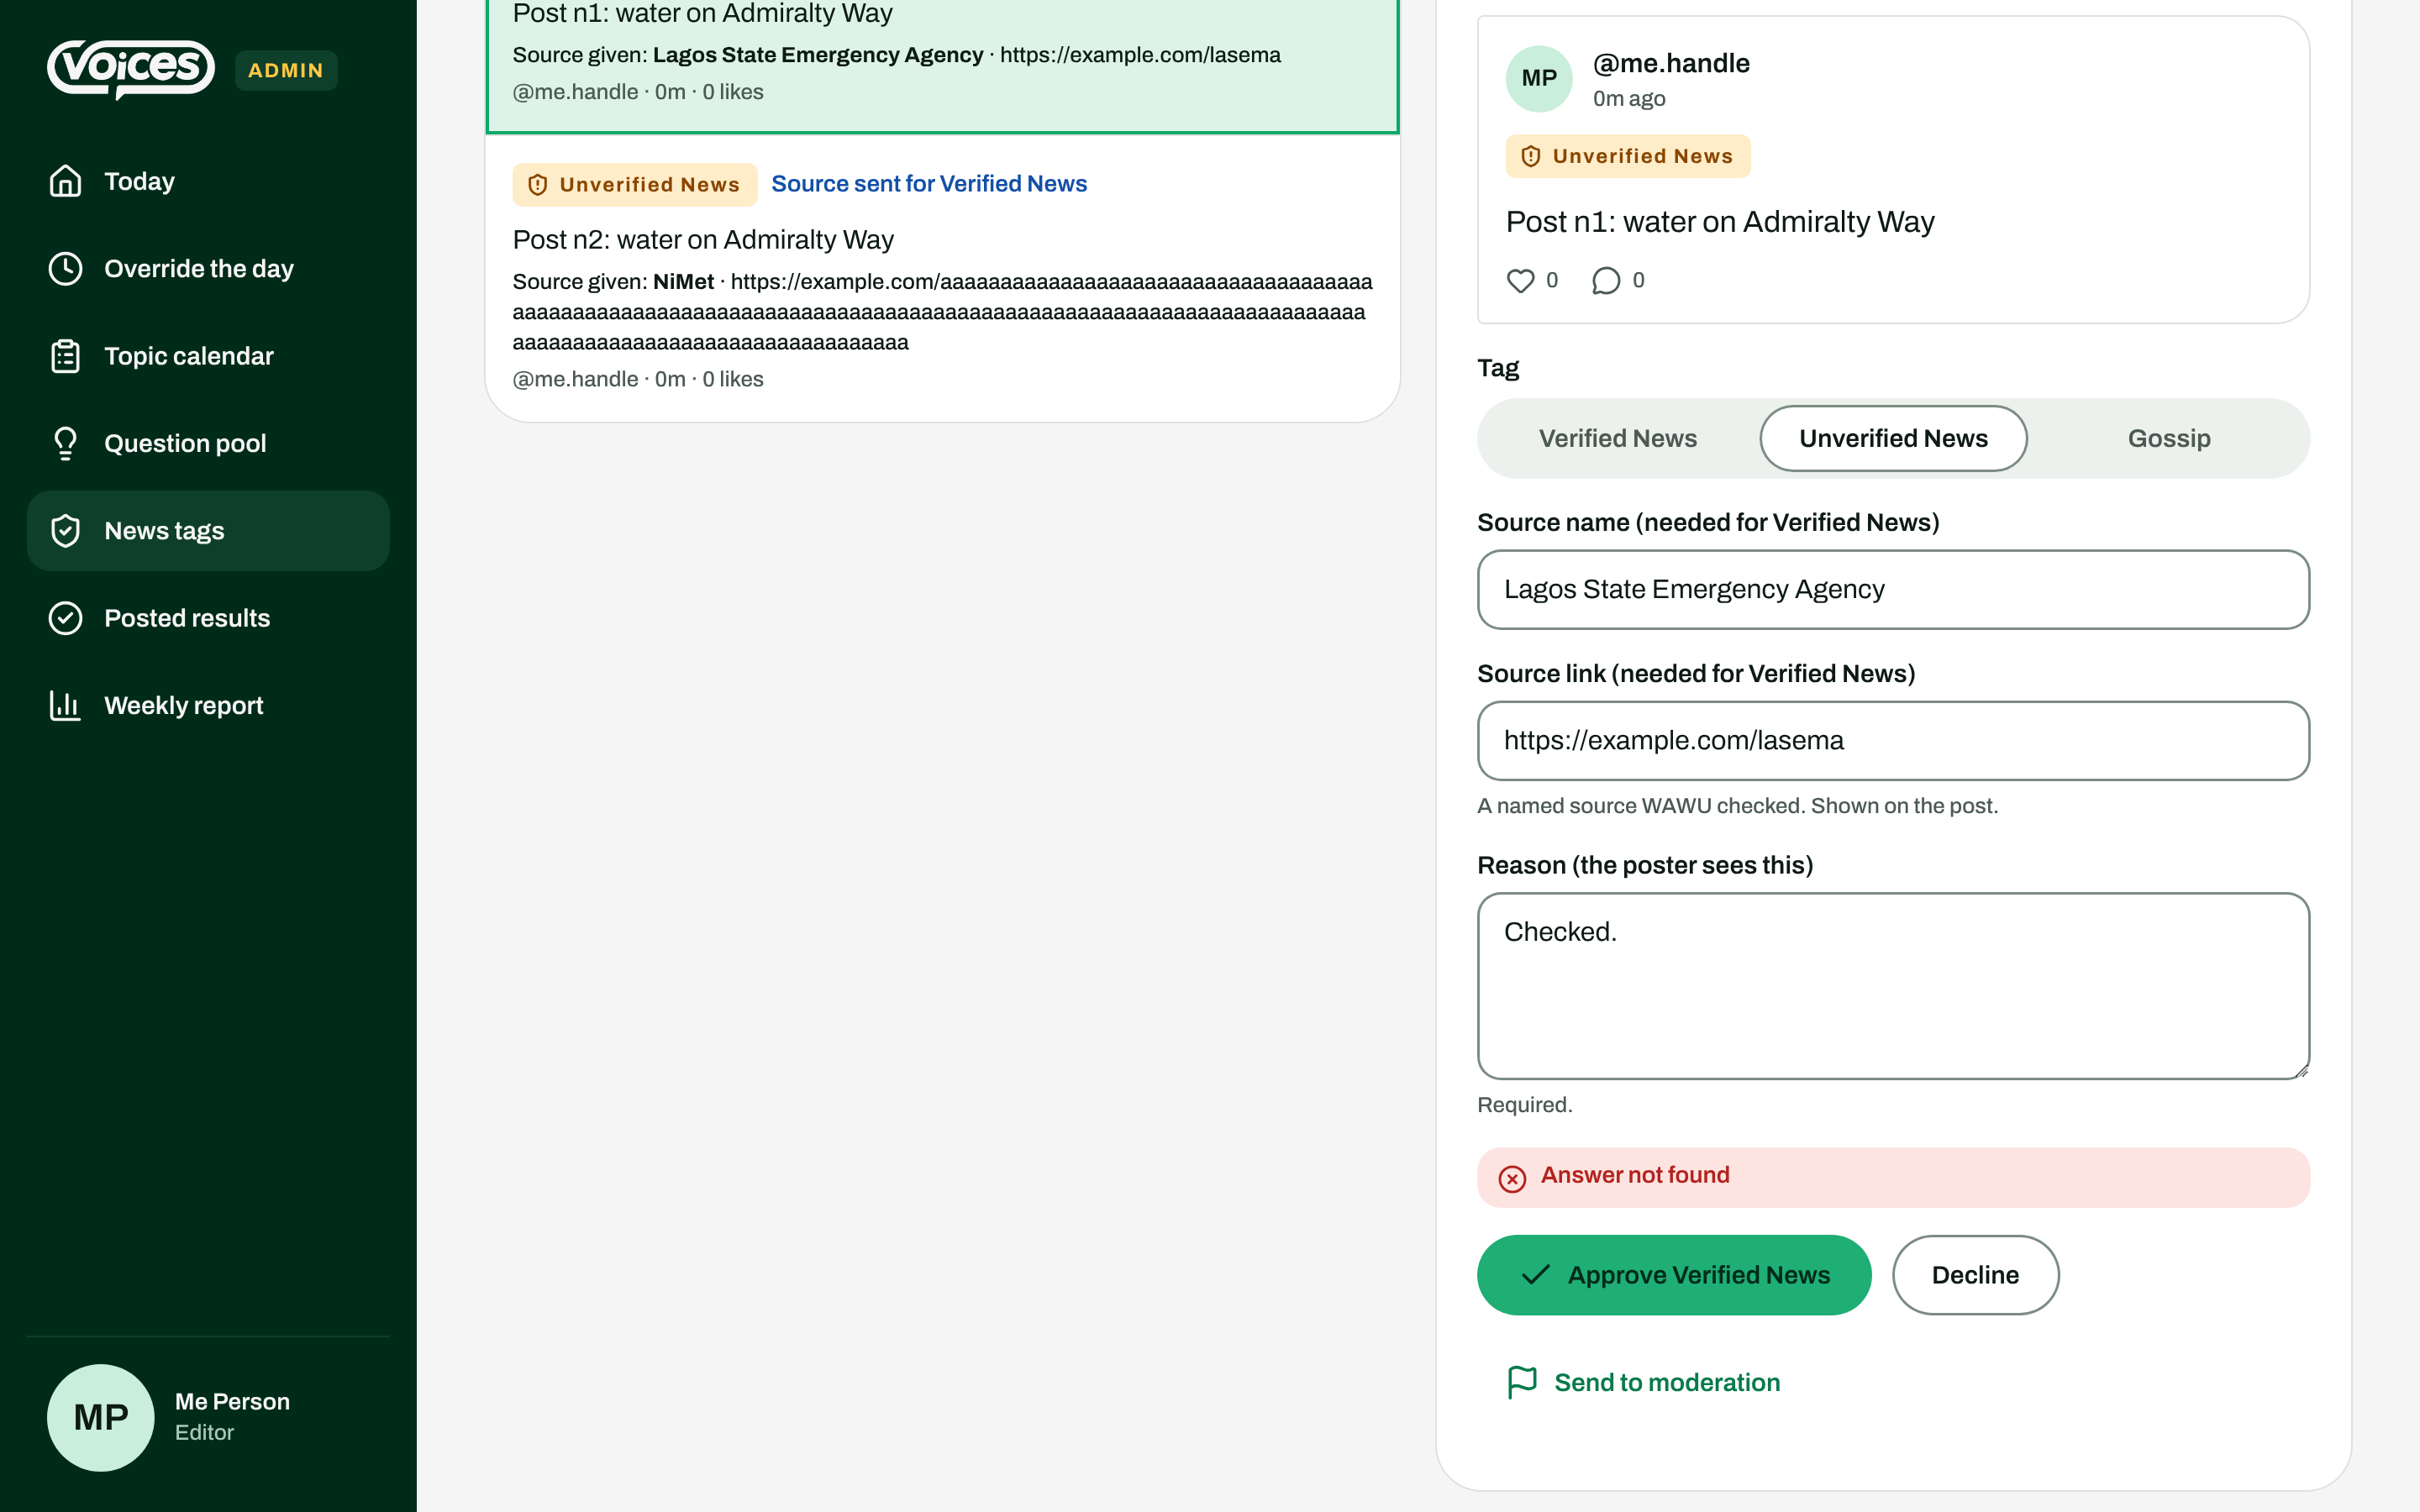 Voices
ADMIN
Today
Override the day
Topic calendar
Question pool
News tags
Posted results
Weekly report
MP
Me Person
Editor
Post n1: water on Admiralty Way
Source given: Lagos State Emergency Agency · https://example.com/lasema
@me.handle · 0m · 0 likes
Unverified News
Source sent for Verified News
Post n2: water on Admiralty Way
Source given: NiMet · https://example.com/aaaaaaaaaaaaaaaaaaaaaaaaaaaaaaaaaaaa
aaaaaaaaaaaaaaaaaaaaaaaaaaaaaaaaaaaaaaaaaaaaaaaaaaaaaaaaaaaaaaaaaaaaaaa
aaaaaaaaaaaaaaaaaaaaaaaaaaaaaaaaa
@me.handle · 0m · 0 likes
MP
@me.handle
0m ago
Unverified News
Post n1: water on Admiralty Way
0
0
Tag
Verified News
Unverified News
Gossip
Source name (needed for Verified News)
Lagos State Emergency Agency
Source link (needed for Verified News)
https://example.com/lasema
A named source WAWU checked. Shown on the post.
Reason (the poster sees this)
Checked.
Required.
Answer not found
Approve Verified News
Decline
Send to moderation